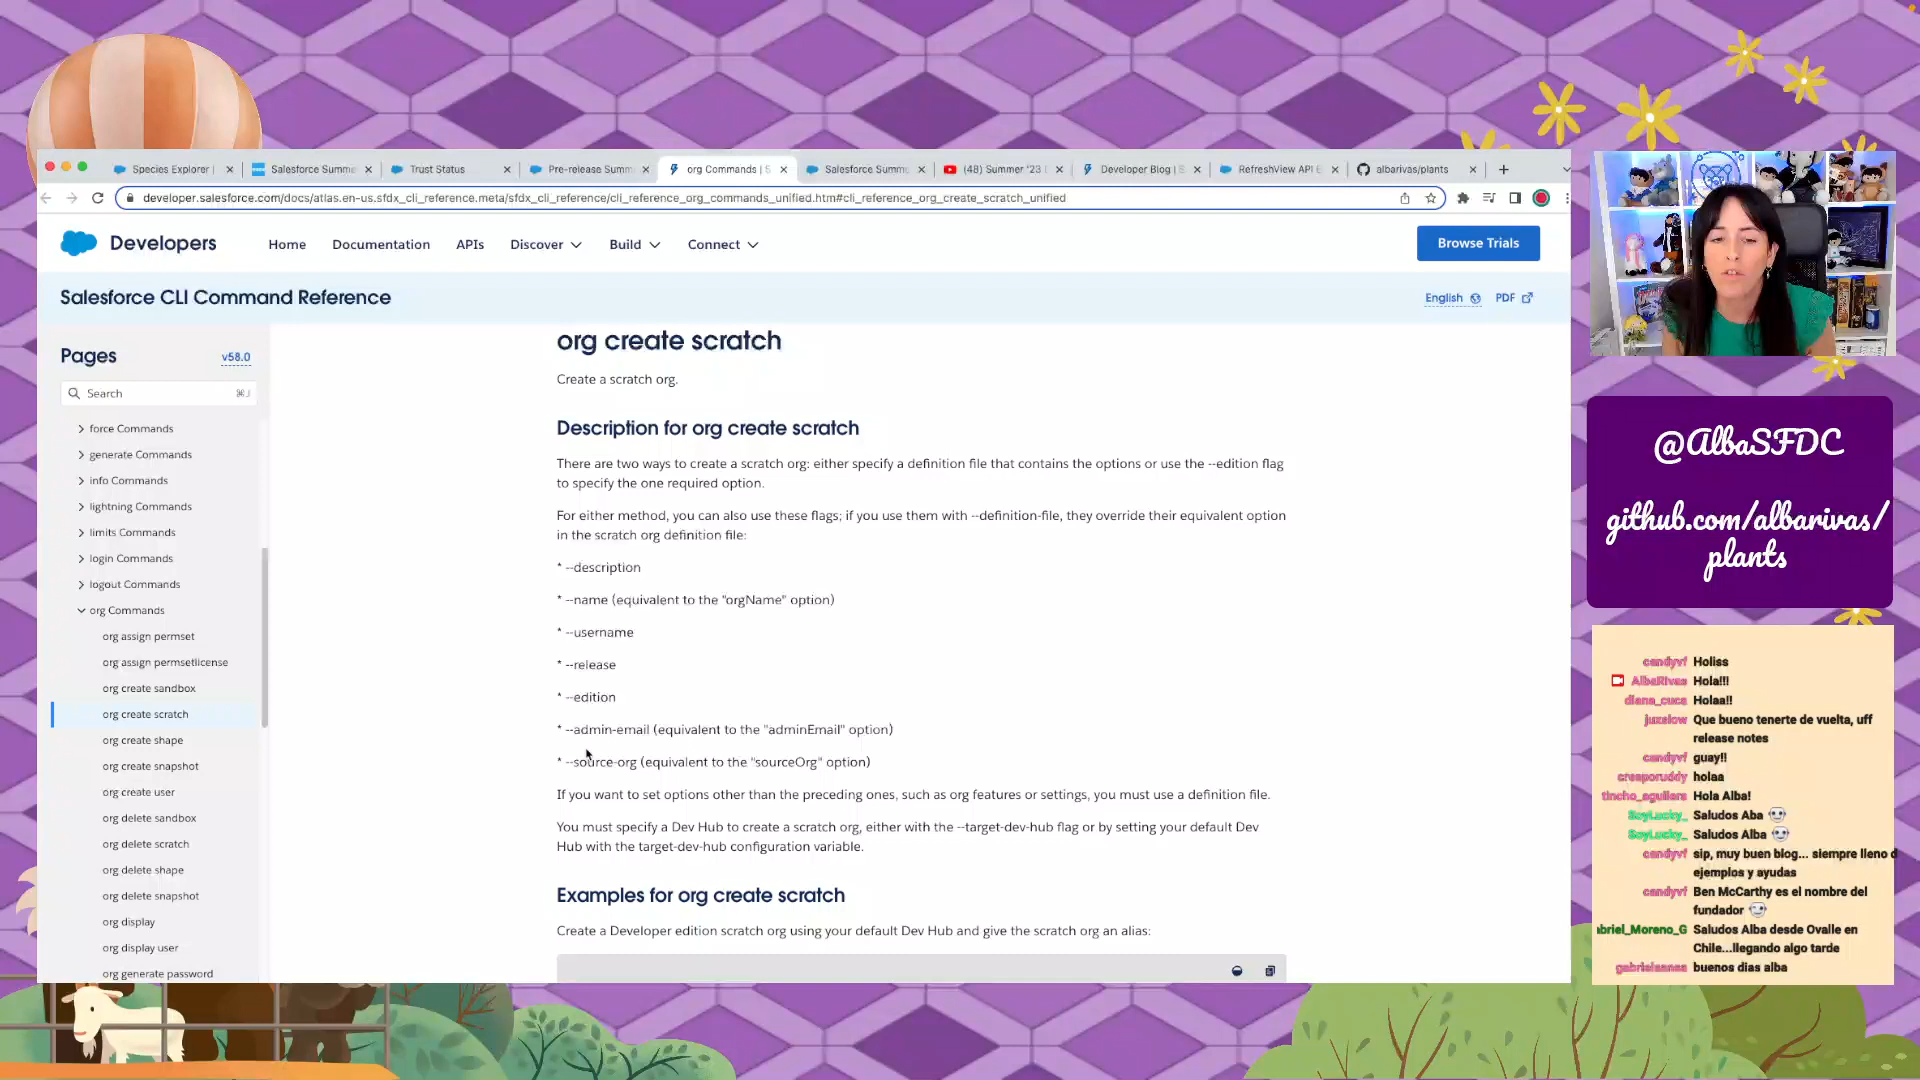 Species Explorer |
Salesforce Summe
Trust Status
Pre-release Summ
org Commands | S
Salesforce Summ
(48) Summer '23
Developer Blog | S
RefreshView API
albarivas/plants
developer.salesforce.com/docs/atlas.en-us.sfdx_cli_reference.meta/sfdx_cli_reference/cli_reference_org_commands_unified.htm#cli_reference_org_create_scratch_unified
Developers
Home
Documentation
APIs
Discover
Build
Connect
Browse Trials
Salesforce CLI Command Reference
English
PDF
Pages
v58.0
Search
⌘J
force Commands
generate Commands
info Commands
lightning Commands
limits Commands
login Commands
logout Commands
org Commands
org assign permset
org assign permsetlicense
org create sandbox
org create scratch
org create shape
org create snapshot
org create user
org delete sandbox
org delete scratch
org delete shape
org delete snapshot
org display
org display user
org generate password
org create scratch
Create a scratch org.
Description for org create scratch
There are two ways to create a scratch org: either specify a definition file that contains the options or use the --edition flag
to specify the one required option.
For either method, you can also use these flags; if you use them with --definition-file, they override their equivalent option
in the scratch org definition file:
* --description
* --name (equivalent to the "orgName" option)
* --username
* --release
* --edition
* --admin-email (equivalent to the "adminEmail" option)
* --source-org (equivalent to the "sourceOrg" option)
If you want to set options other than the preceding ones, such as org features or settings, you must use a definition file.
You must specify a Dev Hub to create a scratch org, either with the --target-dev-hub flag or by setting your default Dev
Hub with the target-dev-hub configuration variable.
Examples for org create scratch
Create a Developer edition scratch org using your default Dev Hub and give the scratch org an alias:
@AlbaSFDC
github.com/albarivas/
plants
candyvf Holiss
AlbaRivas Hola!!!
diana_cuca Holaa!!
juzslow Que bueno tenerte de vuelta, uff
release notes
candyvf guay!!
creaporuddy holaa
tincho_aguilera Hola Alba!
SoyLucky_ Saludos Aba
SoyLucky_ Saludos Alba
candyvf sip, muy buen blog... siempre lleno d
ejemplos y ayudas
candyvf Ben McCarthy es el nombre del
fundador
abriel_Moreno_G Saludos Alba desde Ovalle en
Chile...llegando algo tarde
buenos dias alba